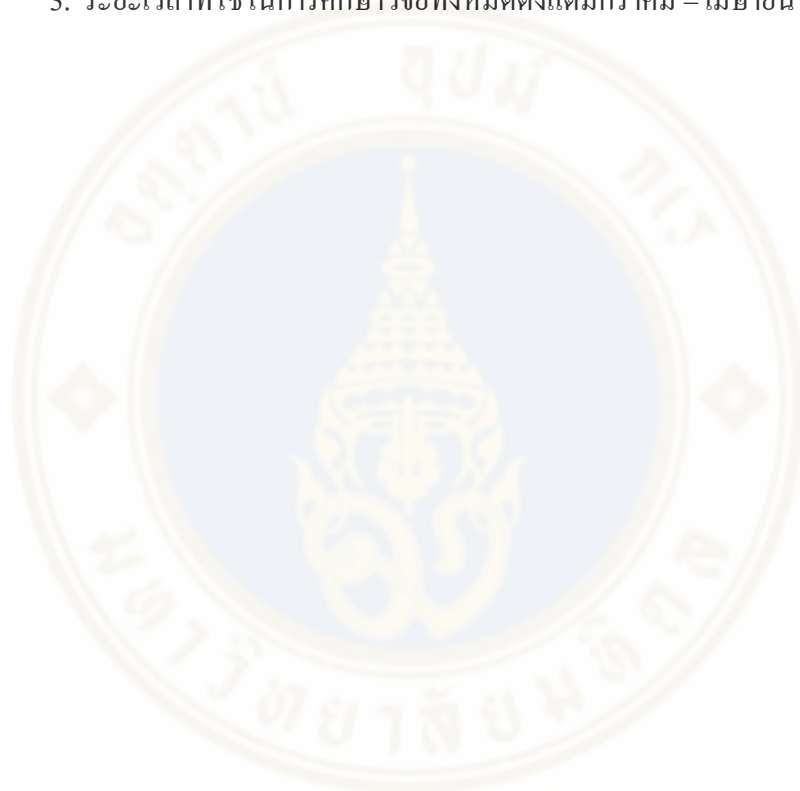 3. ระยะเวลาที่ใช้ในการศึกษาวิจัยทั้งหมดตั้งแต่มกราคม – เมษายน
อตฺตานํ อุปมํ กเร
มหาวิทยาลัยมหิดล